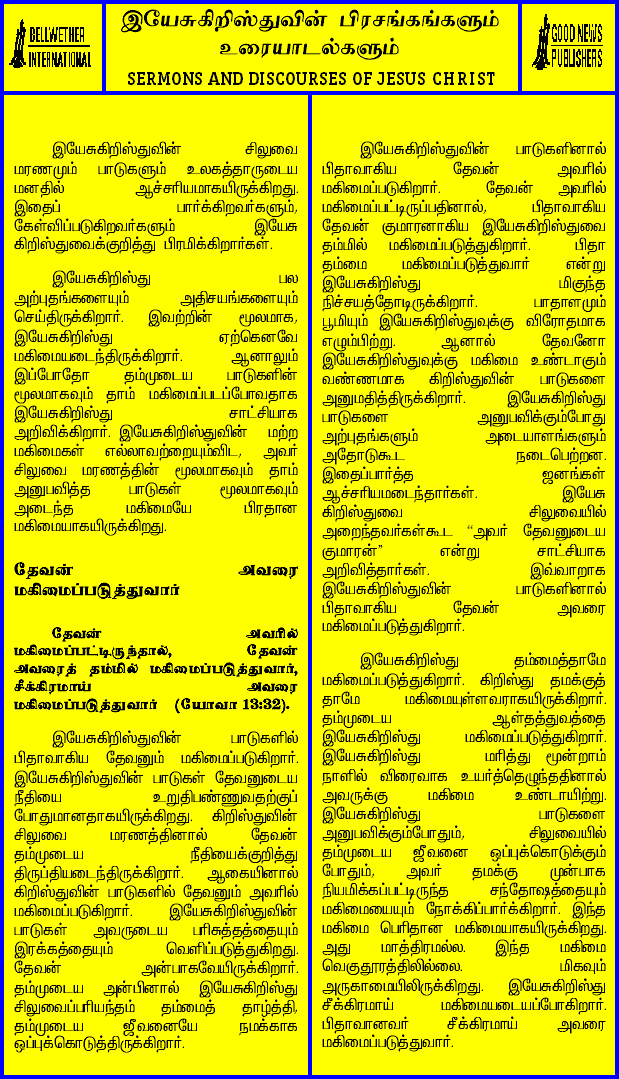 BELLWETHER
INTERNATIONAL
இயேசுகிறிஸ்துவின் பிரசங்கங்களும்
உரையாடல்களும்
SERMONS AND DISCOURSES OF JESUS CHRIST
GOOD NEWS
PUBLISHERS
இயேசுகிறிஸ்துவின் சிலுவை
மரணமும் பாடுகளும் உலகத்தாருடைய
மனதில் ஆச்சரியமாகயிருக்கிறது.
இதைப் பார்க்கிறவர்களும்,
கேள்விப்படுகிறவர்களும் இயேசு
கிறிஸ்துவைக்குறித்து பிரமிக்கிறார்கள்.
இயேசுகிறிஸ்து பல
அற்புதங்களையும் அதிசயங்களையும்
செய்திருக்கிறார். இவற்றின் மூலமாக,
இயேசுகிறிஸ்து ஏற்கெனவே
மகிமையடைந்திருக்கிறார். ஆனாலும்
இப்போதோ தம்முடைய பாடுகளின்
மூலமாகவும் தாம் மகிமைப்படப்போவதாக
இயேசுகிறிஸ்து சாட்சியாக
அறிவிக்கிறார். இயேசுகிறிஸ்துவின் மற்ற
மகிமைகள் எல்லாவற்றையும்விட, அவர்
சிலுவை மரணத்தின் மூலமாகவும் தாம்
அனுபவித்த பாடுகள் மூலமாகவும்
அடைந்த மகிமையே பிரதான
மகிமையாகயிருக்கிறது.
தேவன் அவரை
மகிமைப்படுத்துவார்
தேவன் அவரில்
மகிமைப்பட்டிருந்தால், தேவன்
அவரைத் தம்மில் மகிமைப்படுத்துவார்,
சீக்கிரமாய் அவரை
மகிமைப்படுத்துவார் (யோவா 13:32).
இயேசுகிறிஸ்துவின் பாடுகளில்
பிதாவாகிய தேவனும் மகிமைப்படுகிறார்.
இயேசுகிறிஸ்துவின் பாடுகள் தேவனுடைய
நீதியை உறுதிபண்ணுவதற்குப்
போதுமானதாகயிருக்கிறது. கிறிஸ்துவின்
சிலுவை மரணத்தினால் தேவன்
தம்முடைய நீதியைக்குறித்து
திருப்தியடைந்திருக்கிறார். ஆகையினால்
கிறிஸ்துவின் பாடுகளில் தேவனும் அவரில்
மகிமைப்படுகிறார். இயேசுகிறிஸ்துவின்
பாடுகள் அவருடைய பரிசுத்தத்தையும்
இரக்கத்தையும் வெளிப்படுத்துகிறது.
தேவன் அன்பாகவேயிருக்கிறார்.
தம்முடைய அன்பினால் இயேசுகிறிஸ்து
சிலுவைப்பரியந்தம் தம்மைத் தாழ்த்தி,
தம்முடைய ஜீவனையே நமக்காக
ஒப்புக்கொடுத்திருக்கிறார்.
இயேசுகிறிஸ்துவின் பாடுகளினால்
பிதாவாகிய தேவன் அவரில்
மகிமைப்படுகிறார். தேவன் அவரில்
மகிமைப்பட்டிருப்பதினால், பிதாவாகிய
தேவன் குமாரனாகிய இயேசுகிறிஸ்துவை
தம்மில் மகிமைப்படுத்துகிறார். பிதா
தம்மை மகிமைப்படுத்துவார் என்று
இயேசுகிறிஸ்து மிகுந்த
நிச்சயத்தோடிருக்கிறார். பாதாளமும்
பூமியும் இயேசுகிறிஸ்துவுக்கு விரோதமாக
எழும்பிற்று. ஆனால் தேவனோ
இயேசுகிறிஸ்துவுக்கு மகிமை உண்டாகும்
வண்ணமாக கிறிஸ்துவின் பாடுகளை
அனுமதித்திருக்கிறார். இயேசுகிறிஸ்து
பாடுகளை அனுபவிக்கும்போது
அற்புதங்களும் அடையாளங்களும்
அதோடுகூட நடைபெற்றன.
இதைப்பார்த்த ஜனங்கள்
ஆச்சரியமடைந்தார்கள். இயேசு
கிறிஸ்துவை சிலுவையில்
அறைந்தவர்கள்கூட “அவர் தேவனுடைய
குமாரன்” என்று சாட்சியாக
அறிவித்தார்கள். இவ்வாறாக
இயேசுகிறிஸ்துவின் பாடுகளினால்
பிதாவாகிய தேவன் அவரை
மகிமைப்படுத்துகிறார்.
இயேசுகிறிஸ்து தம்மைத்தாமே
மகிமைப்படுத்துகிறார். கிறிஸ்து தமக்குத்
தாமே மகிமையுள்ளவராகயிருக்கிறார்.
தம்முடைய ஆள்தத்துவத்தை
இயேசுகிறிஸ்து மகிமைப்படுத்துகிறார்.
இயேசுகிறிஸ்து மரித்து மூன்றாம்
நாளில் விரைவாக உயர்த்தெழுந்ததினால்
அவருக்கு மகிமை உண்டாயிற்று.
இயேசுகிறிஸ்து பாடுகளை
அனுபவிக்கும்போதும், சிலுவையில்
தம்முடைய ஜீவனை ஒப்புக்கொடுக்கும்
போதும், அவர் தமக்கு முன்பாக
நியமிக்கப்பட்டிருந்த சந்தோஷத்தையும்
மகிமையையும் நோக்கிப்பார்க்கிறார். இந்த
மகிமை பெரிதான மகிமையாகயிருக்கிறது.
அது மாத்திரமல்ல. இந்த மகிமை
வெகுதூரத்திலில்லை. மிகவும்
அருகாமையிலிருக்கிறது. இயேசுகிறிஸ்து
சீக்கிரமாய் மகிமையடையப்போகிறார்.
பிதாவானவர் சீக்கிரமாய் அவரை
மகிமைப்படுத்துவார்.